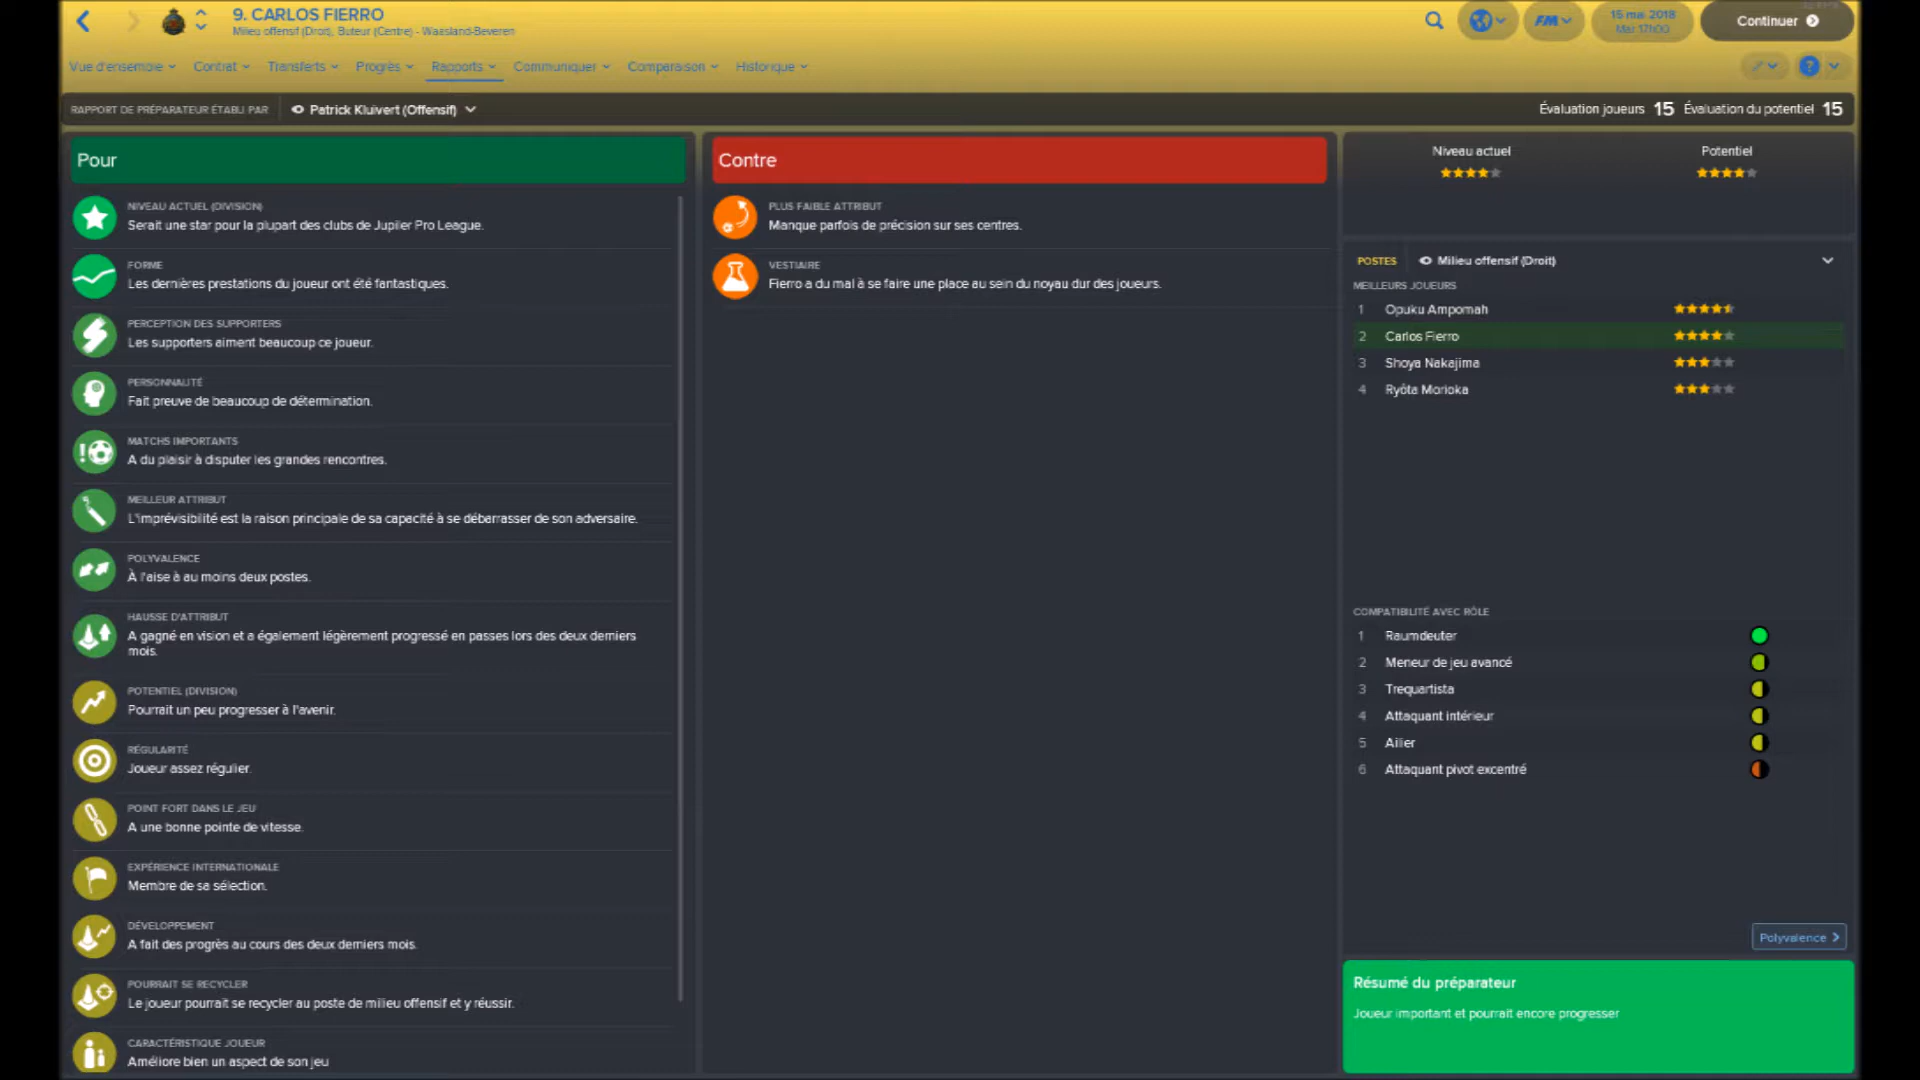 9. CARLOS FIERRO
Milieu offensif (Droit), Buteur (Centre) - Waasland-Beveren
FM
15 mai 2018
Mar 17h00
Continuer
Vue d'ensemble
Contrat
Transferts
Progrès
Rapports
Communiquer
Comparaison
Historique
?
RAPPORT DE PRÉPARATEUR ÉTABLI PAR
Patrick Kluivert (Offensif)
Évaluation joueurs 15 Évaluation du potentiel 15
Pour
NIVEAU ACTUEL (DIVISION)
Serait une star pour la plupart des clubs de Jupiler Pro League.
FORME
Les dernières prestations du joueur ont été fantastiques.
PERCEPTION DES SUPPORTERS
Les supporters aiment beaucoup ce joueur.
PERSONNALITÉ
Fait preuve de beaucoup de détermination.
MATCHS IMPORTANTS
A du plaisir à disputer les grandes rencontres.
MEILLEUR ATTRIBUT
L'imprévisibilité est la raison principale de sa capacité à se débarrasser de son adversaire.
POLYVALENCE
À l'aise à au moins deux postes.
HAUSSE D'ATTRIBUT
A gagné en vision et a également légèrement progressé en passes lors des deux derniers
mois.
POTENTIEL (DIVISION)
Pourrait un peu progresser à l'avenir.
RÉGULARITÉ
Joueur assez régulier.
POINT FORT DANS LE JEU
A une bonne pointe de vitesse.
EXPÉRIENCE INTERNATIONALE
Membre de sa sélection.
DÉVELOPPEMENT
A fait des progrès au cours des deux derniers mois.
POURRAIT SE RECYCLER
Le joueur pourrait se recycler au poste de milieu offensif et y réussir.
CARACTÉRISTIQUE JOUEUR
Améliore bien un aspect de son jeu
Contre
PLUS FAIBLE ATTRIBUT
Manque parfois de précision sur ses centres.
VESTIAIRE
Fierro a du mal à se faire une place au sein du noyau dur des joueurs.
Niveau actuel
Potentiel
POSTES
Milieu offensif (Droit)
MEILLEURS JOUEURS
1 Opuku Ampomah
2 Carlos Fierro
3 Shoya Nakajima
4 Ryôta Morioka
COMPATIBILITÉ AVEC RÔLE
1 Raumdeuter
2 Meneur de jeu avancé
3 Trequartista
4 Attaquant intérieur
5 Ailier
6 Attaquant pivot excentré
Polyvalence
Résumé du préparateur
Joueur important et pourrait encore progresser